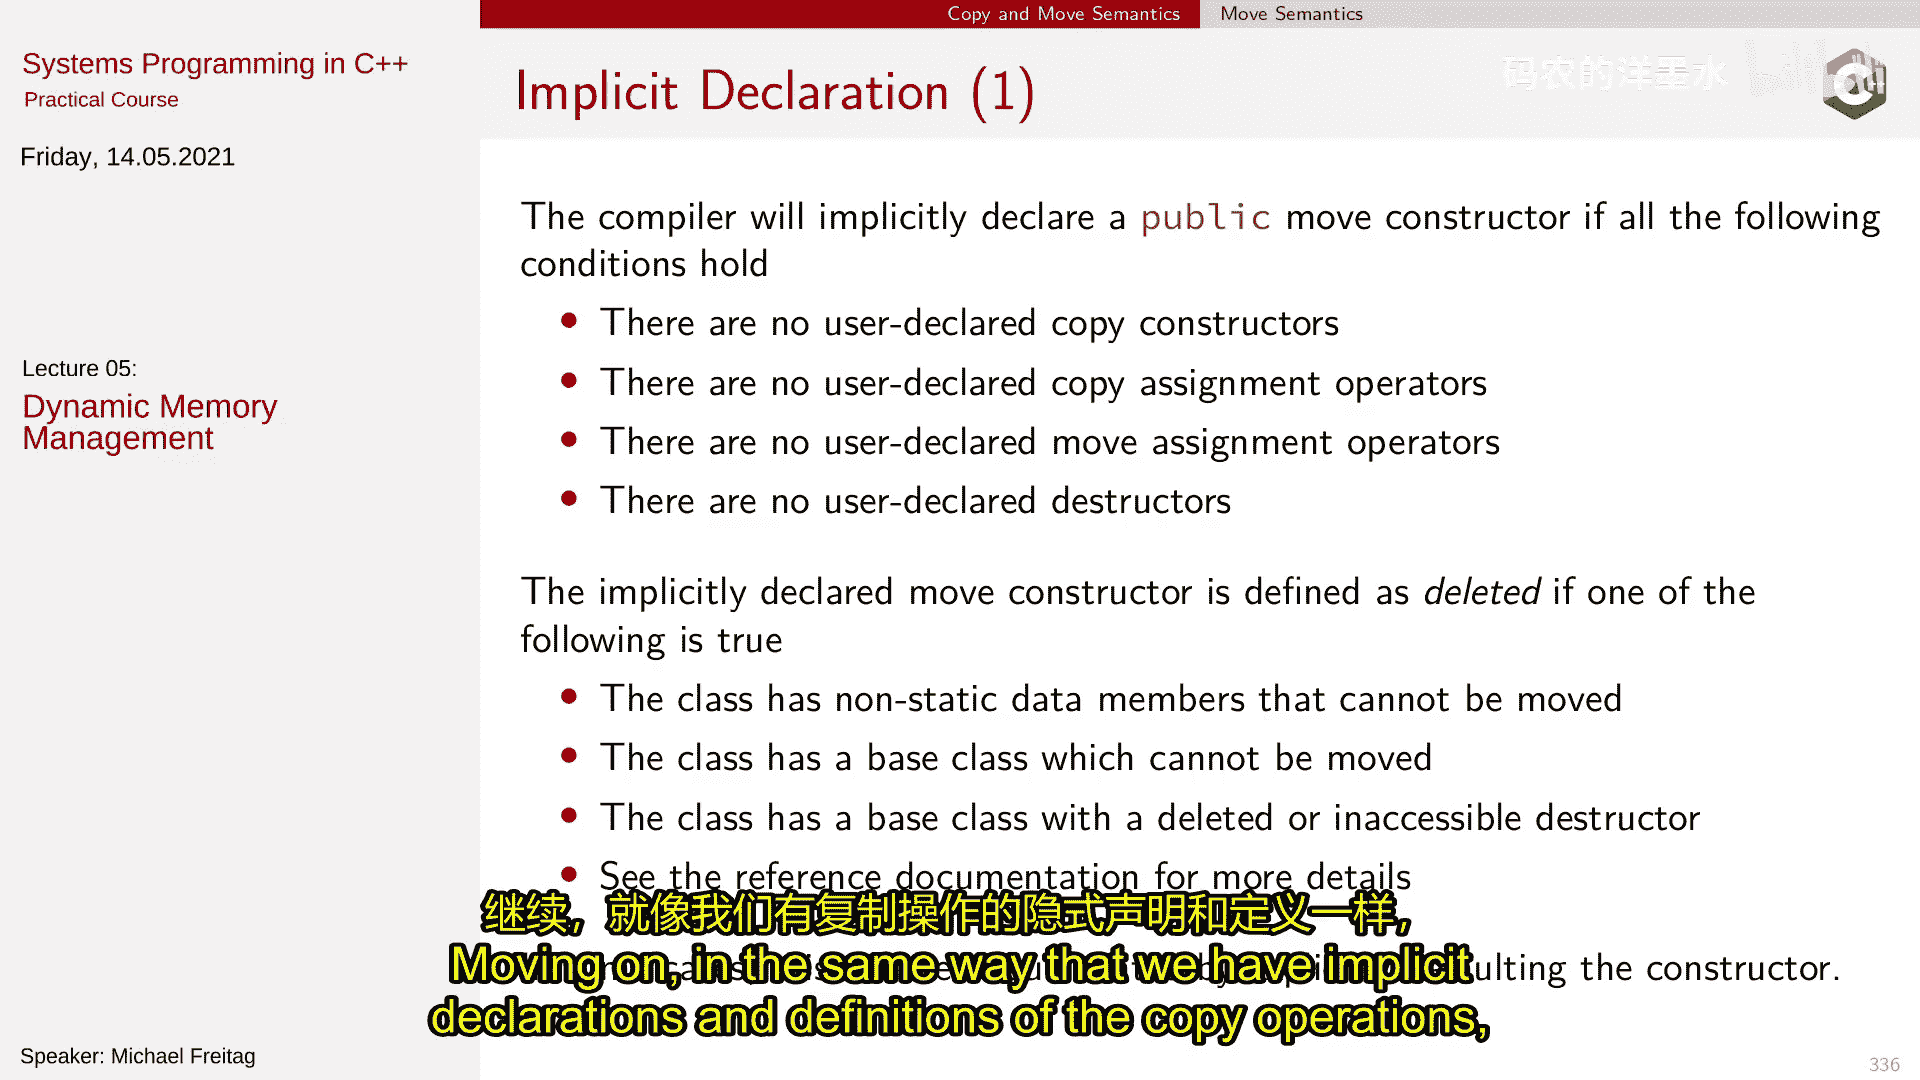 Copy and Move Semantics Move Semantics
Systems Programming in C++
Practical Course
Friday, 14.05.2021
Implicit Declaration (1)
码农的洋墨水
The compiler will implicitly declare a public move constructor if all the following
conditions hold
• There are no user-declared copy constructors
• There are no user-declared copy assignment operators
• There are no user-declared move assignment operators
• There are no user-declared destructors
Lecture 05:
Dynamic Memory
Management
The implicitly declared move constructor is defined as deleted if one of the
following is true
• The class has non-static data members that cannot be moved
• The class has a base class which cannot be moved
• The class has a base class with a deleted or inaccessible destructor
• See the reference documentation for more details
the constructor.
继续，就像我们有复制操作的隐式声明和定义一样，
Moving on, in the same way that we have implicit
declarations and definitions of the copy operations,
Speaker: Michael Freitag
336